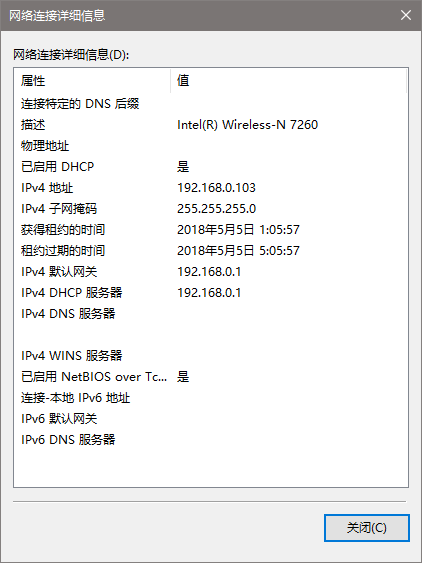 网络连接详细信息
网络连接详细信息(D):
属性 值
连接特定的 DNS 后缀
描述 Intel(R) Wireless-N 7260
物理地址
已启用 DHCP 是
IPv4 地址 192.168.0.103
IPv4 子网掩码 255.255.255.0
获得租约的时间 2018年5月5日 1:05:57
租约过期的时间 2018年5月5日 5:05:57
IPv4 默认网关 192.168.0.1
IPv4 DHCP 服务器 192.168.0.1
IPv4 DNS 服务器
IPv4 WINS 服务器
已启用 NetBIOS over Tc... 是
连接-本地 IPv6 地址
IPv6 默认网关
IPv6 DNS 服务器
关闭(C)